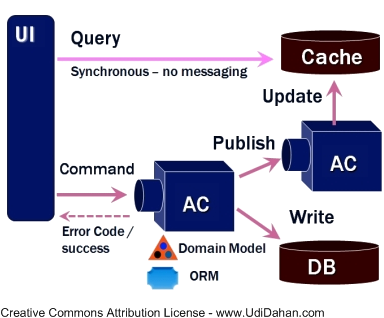 UI
Query
Synchronous – no messaging
Cache
Update
Publish
AC
Command
AC
Write
Error Code /
success
Domain Model
ORM
DB
Creative Commons Attribution License - www.UdiDahan.com